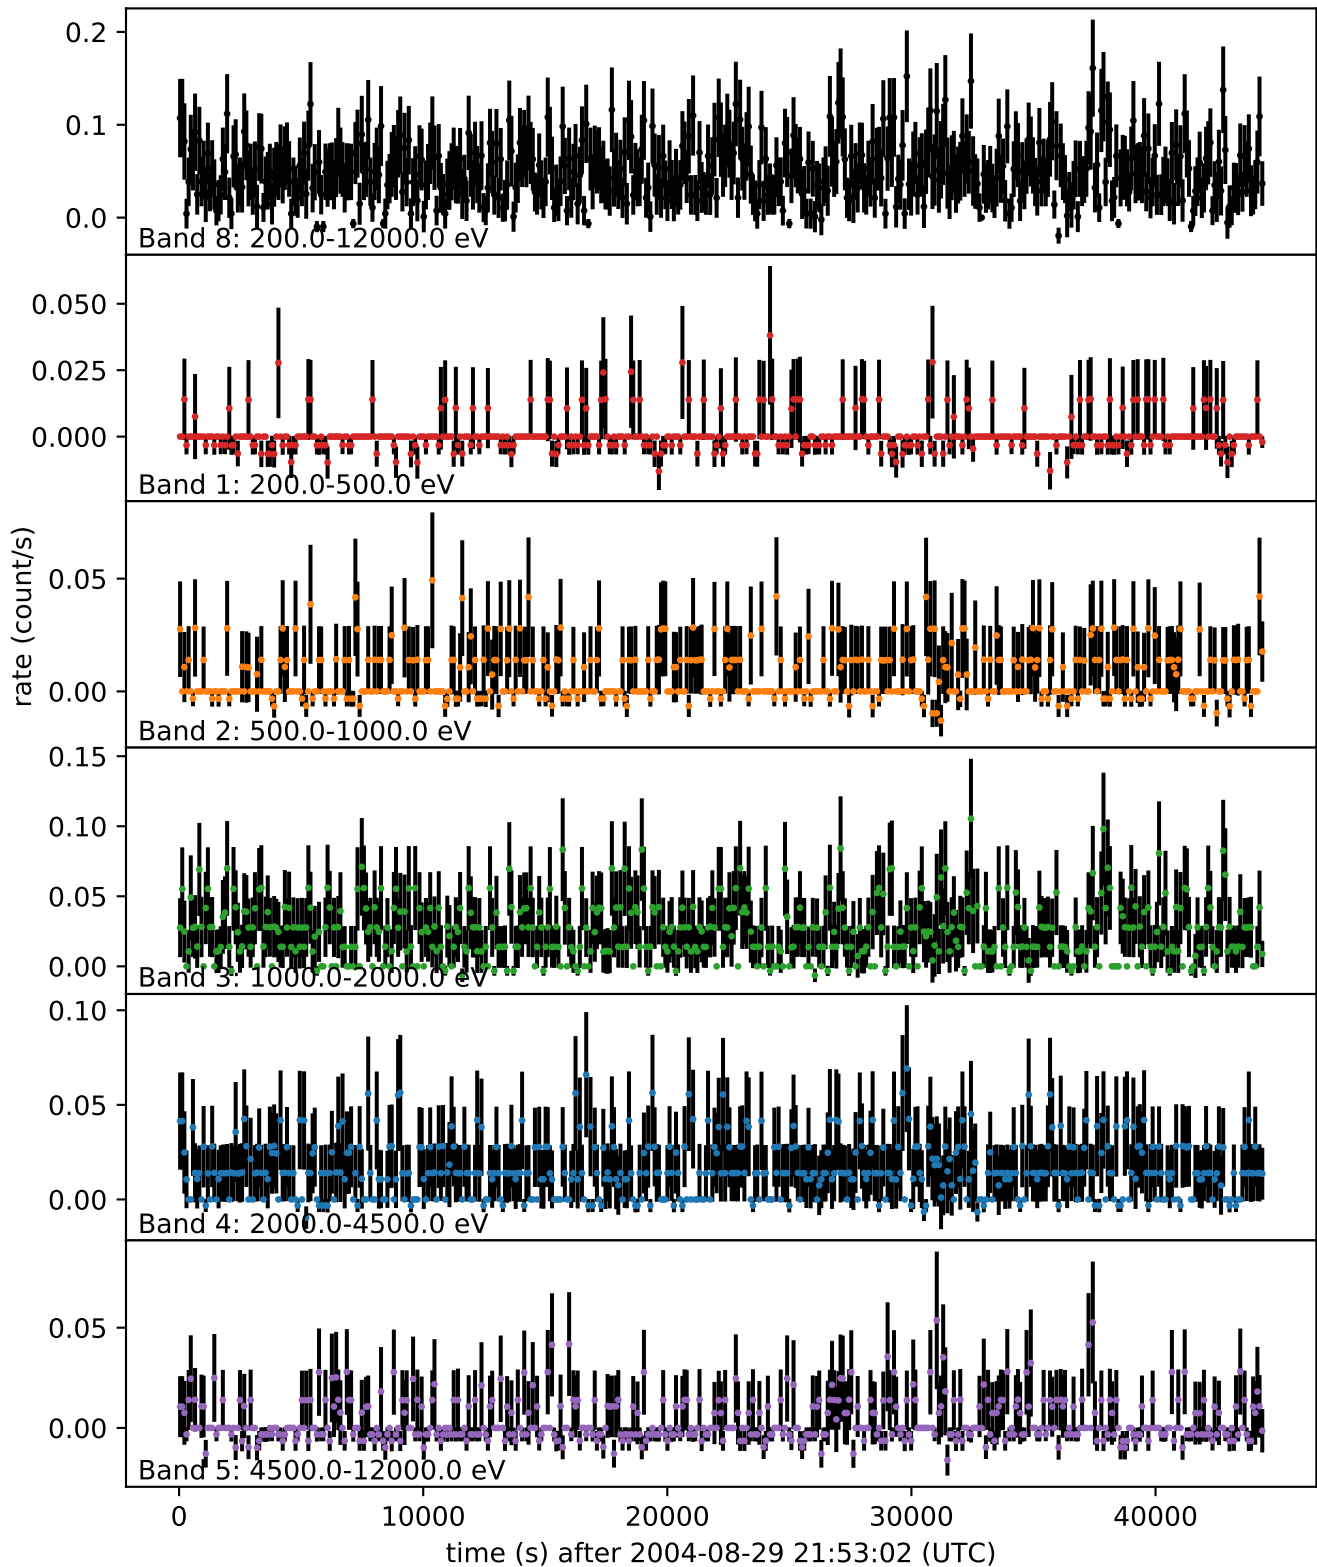 0.2
0.1
0.0
Band 8: 200.0-12000.0 eV
0.050
0.025
0.000
Band 1: 200.0-500.0 eV
0.05
0.00
Band 2: 500.0-1000.0 eV
rate (count/s)
0.15
0.10
0.05
0.00
Band 3: 1000.0-2000.0 eV
0.10
0.05
0.00
Band 4: 2000.0-4500.0 eV
0.05
0.00
Band 5: 4500.0-12000.0 eV
0 10000 20000 30000 40000
time (s) after 2004-08-29 21:53:02 (UTC)